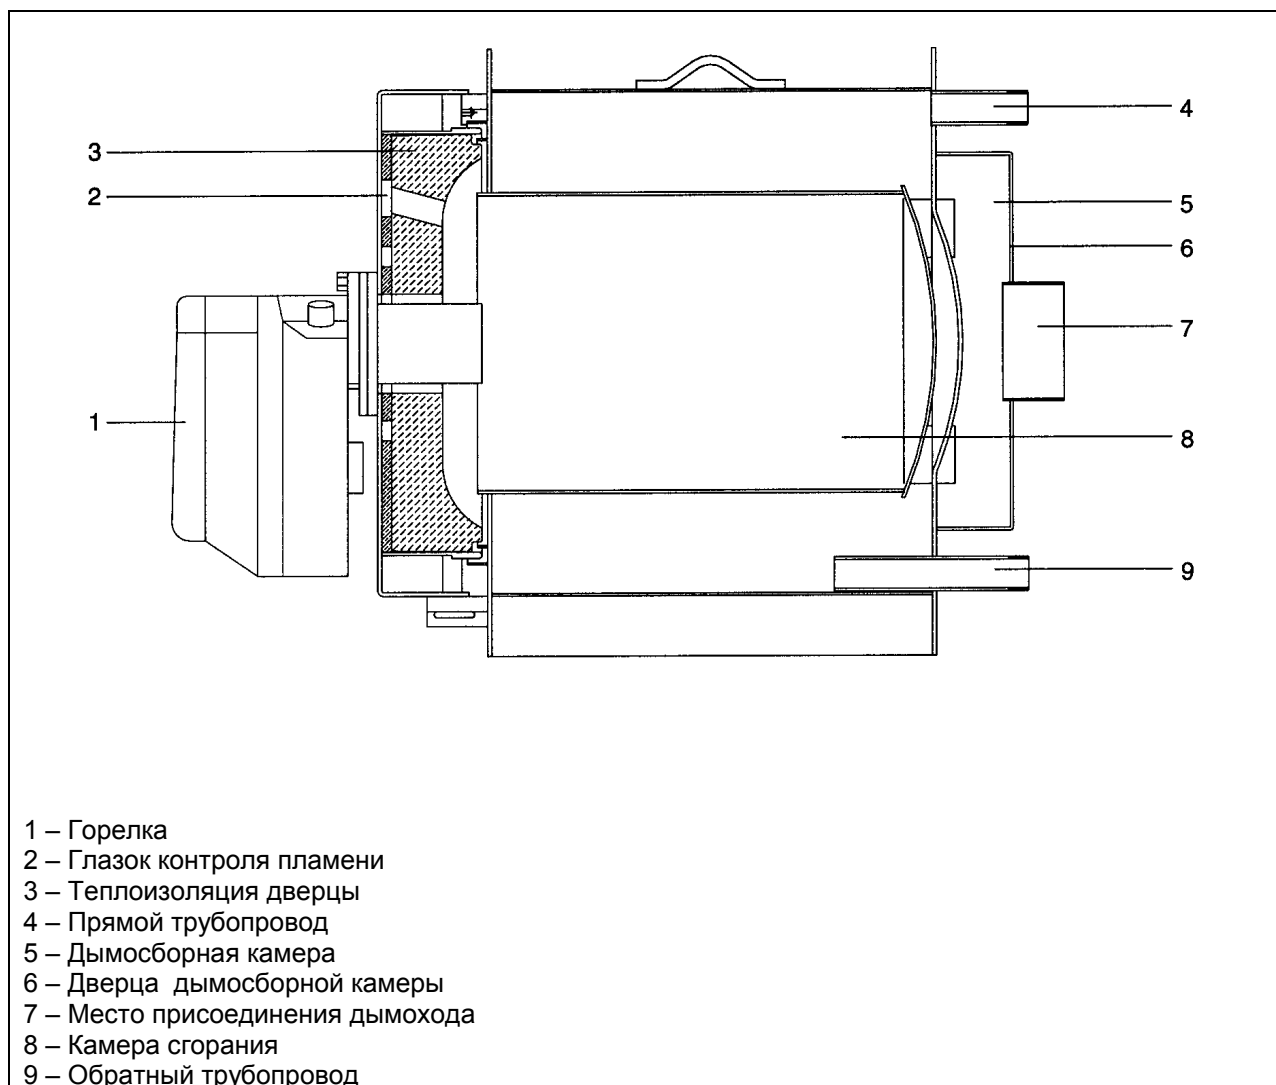 4
3
2
5
6
7
1
8
9
1 – Горелка
2 – Глазок контроля пламени
3 – Теплоизоляция дверцы
4 – Прямой трубопровод
5 – Дымосборная камера
6 – Дверца дымосборной камеры
7 – Место присоединения дымохода
8 – Камера сгорания
9 – Обратный трубопровод